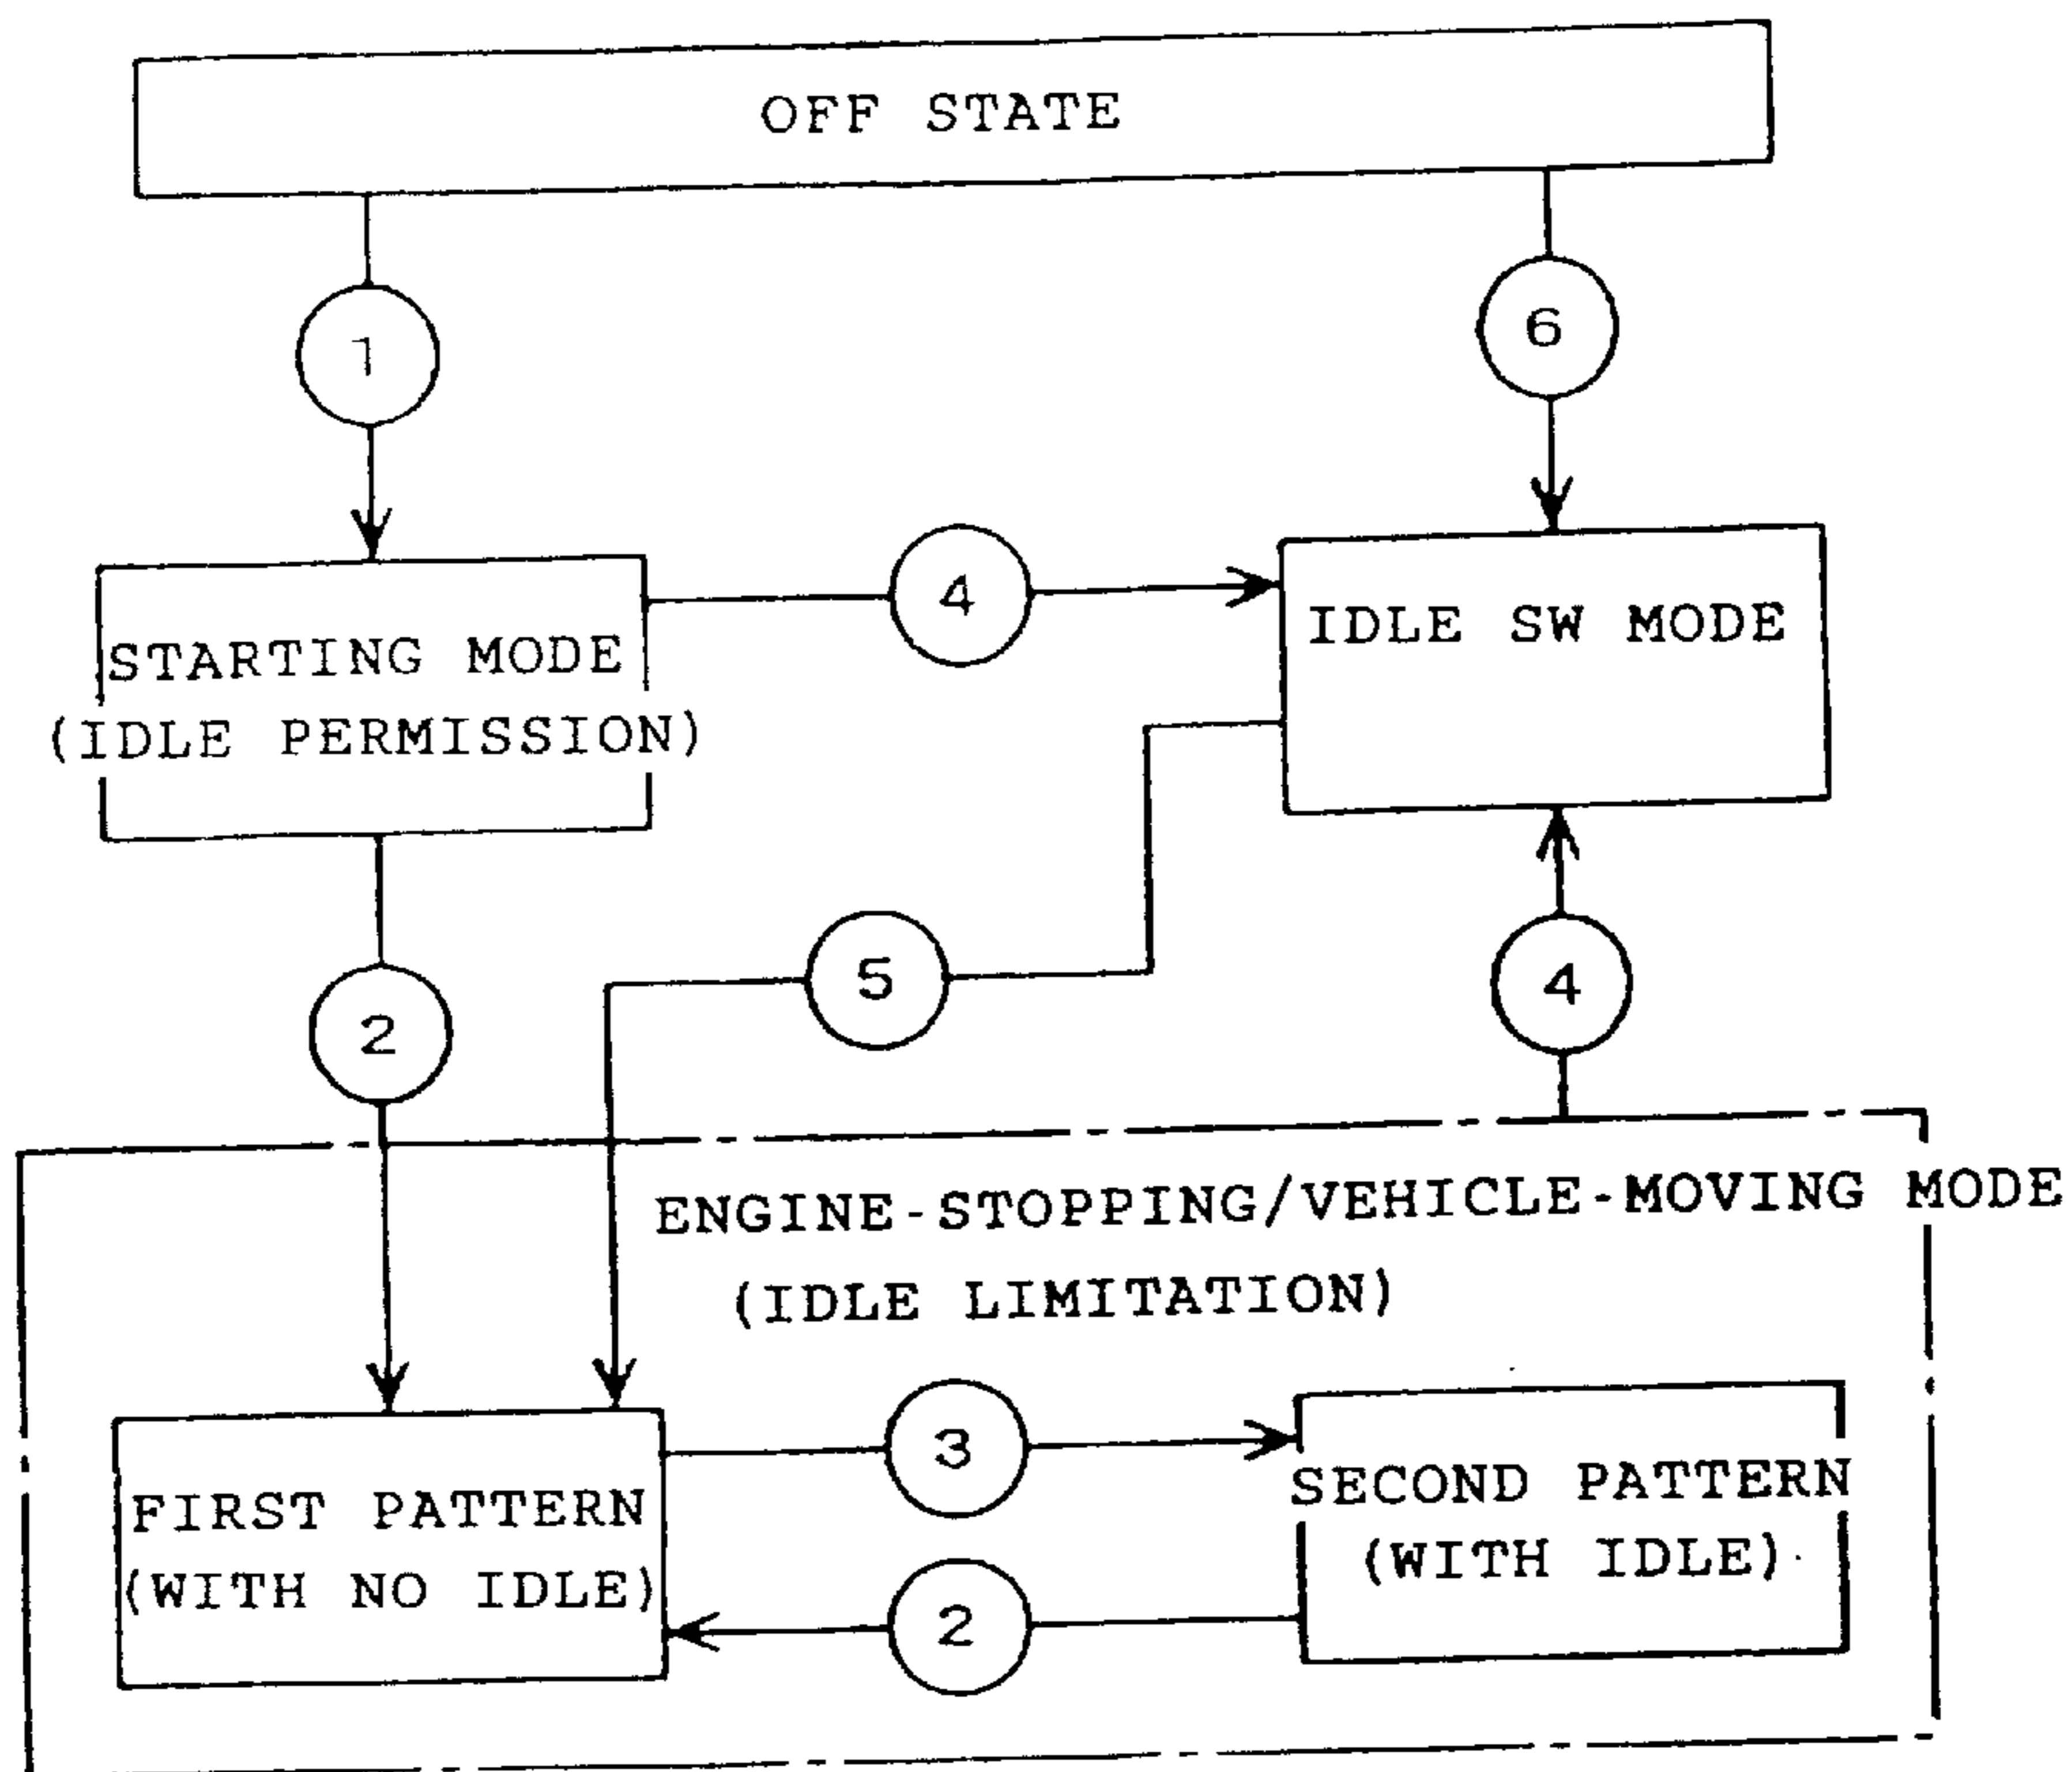 OFF STATE
1
6
4
IDLE SW MODE
STARTING MODE
(IDLE PERMISSION)
5
4
2
ENGINE-STOPPING/VEHICLE-MOVING MODE
(IDLE LIMITATION)
3
SECOND PATTERN
(WITH IDLE)
FIRST PATTERN
(WITH NO IDLE)
2